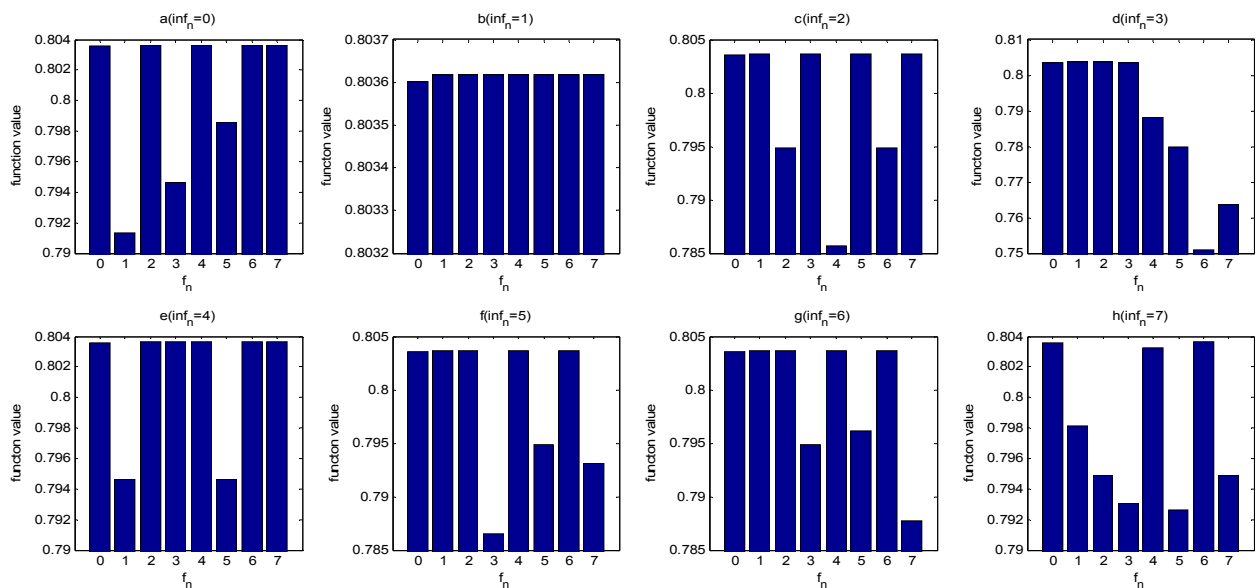 a(inf_n=0)
0.804
0.802
0.8
0.798
0.796
0.794
0.792
0.79
function value
0 1 2 3 4 5 6 7
f_n
b(inf_n=1)
0.8037
0.8036
0.8035
0.8034
0.8033
0.8032
functon value
0 1 2 3 4 5 6 7
f_n
c(inf_n=2)
0.805
0.8
0.795
0.79
0.785
functon value
0 1 2 3 4 5 6 7
f_n
d(inf_n=3)
0.81
0.8
0.79
0.78
0.77
0.76
0.75
functon value
0 1 2 3 4 5 6 7
f_n
e(inf_n=4)
0.804
0.802
0.8
0.798
0.796
0.794
0.792
0.79
functon value
0 1 2 3 4 5 6 7
f_n
f(inf_n=5)
0.805
0.8
0.795
0.79
0.785
functon value
0 1 2 3 4 5 6 7
f_n
g(inf_n=6)
0.805
0.8
0.795
0.79
0.785
functon value
0 1 2 3 4 5 6 7
f_n
h(inf_n=7)
0.804
0.802
0.8
0.798
0.796
0.794
0.792
0.79
functon value
0 1 2 3 4 5 6 7
f_n